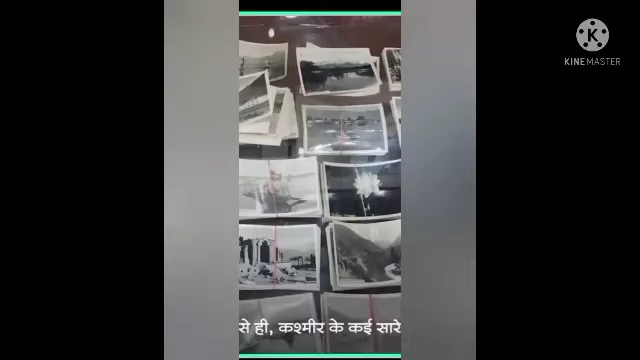 KINEMASTER
से ही, कश्मीर के कई सारे